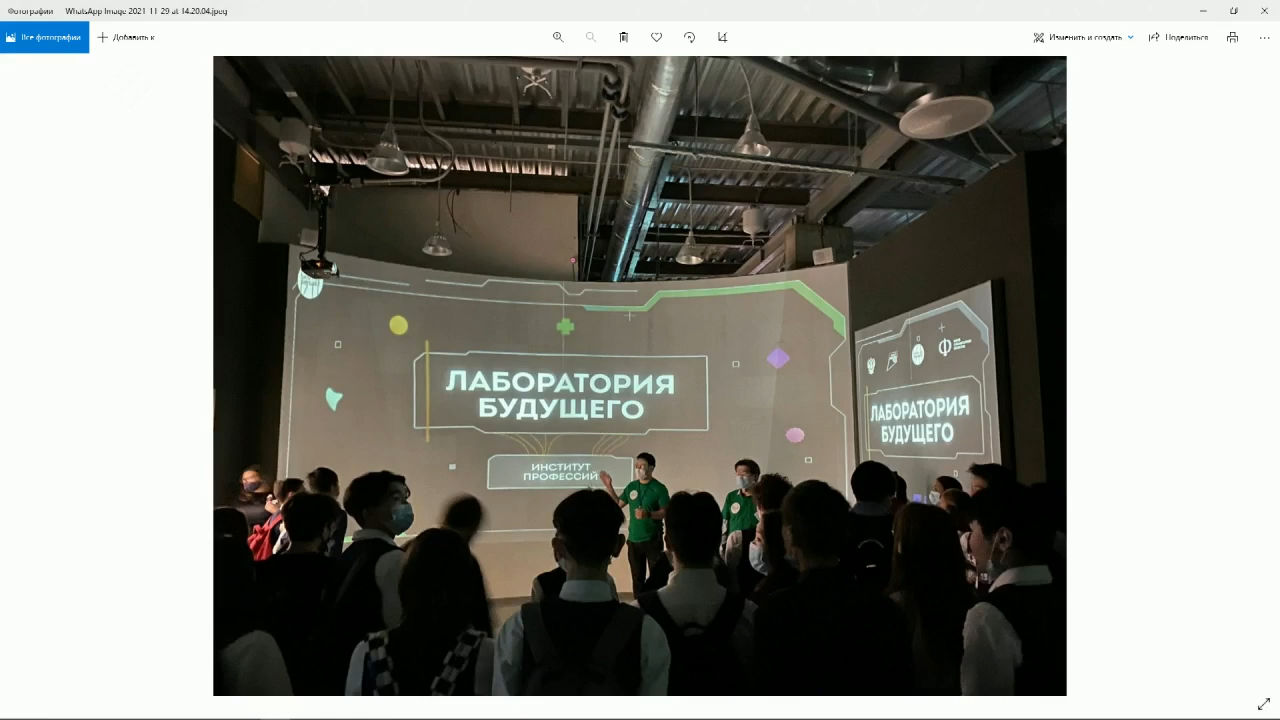 Фотографии    WhatsApp Image 2021-11-29 at 14.20.04.jpeg
Все фотографии
Добавить к
Изменить и создать
Поделиться
ЛАБОРАТОРИЯ
БУДУЩЕГО
ИНСТИТУТ
ПРОФЕССИЙ
ЛАБОРАТОРИЯ
БУДУЩЕГО